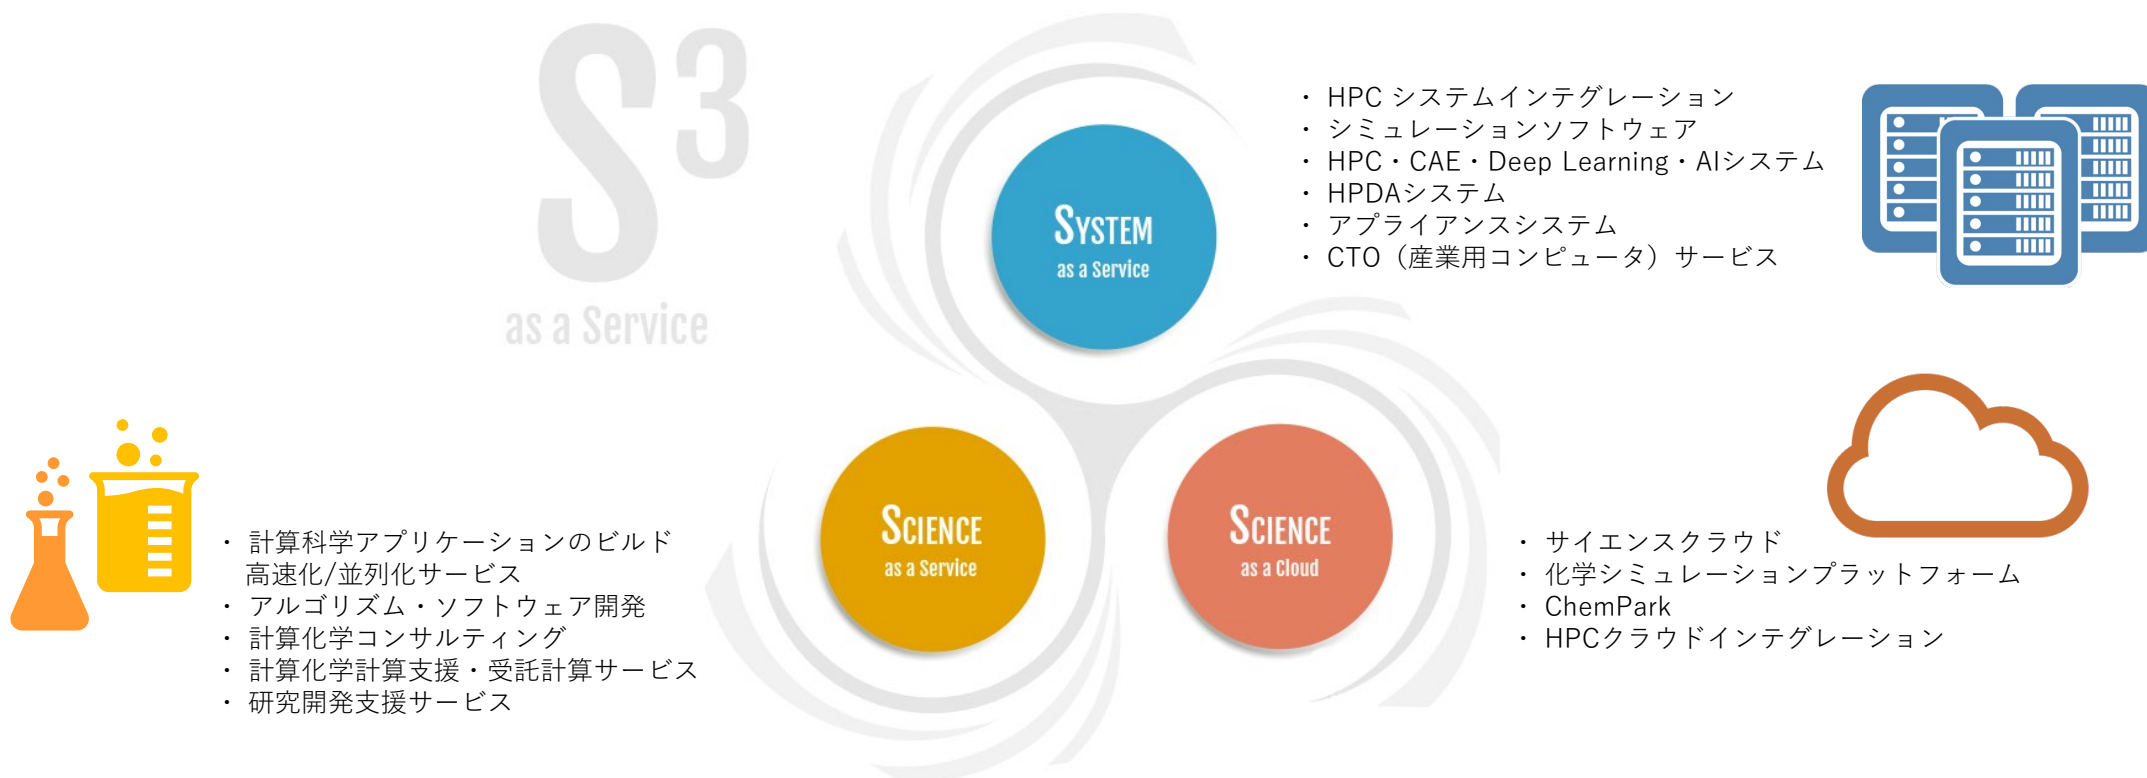 S3
as a Service
SYSTEM
as a Service
・ HPC システムインテグレーション
・ シミュレーションソフトウェア
・ HPC・CAE・Deep Learning・AIシステム
・ HPDAシステム
・ アプライアンスシステム
・ CTO（産業用コンピュータ）サービス
SCIENCE
as a Service
・ 計算科学アプリケーションのビルド
高速化/並列化サービス
・ アルゴリズム・ソフトウェア開発
・ 計算化学コンサルティング
・ 計算化学計算支援・受託計算サービス
・ 研究開発支援サービス
SCIENCE
as a Cloud
・ サイエンスクラウド
・ 化学シミュレーションプラットフォーム
・ ChemPark
・ HPCクラウドインテグレーション